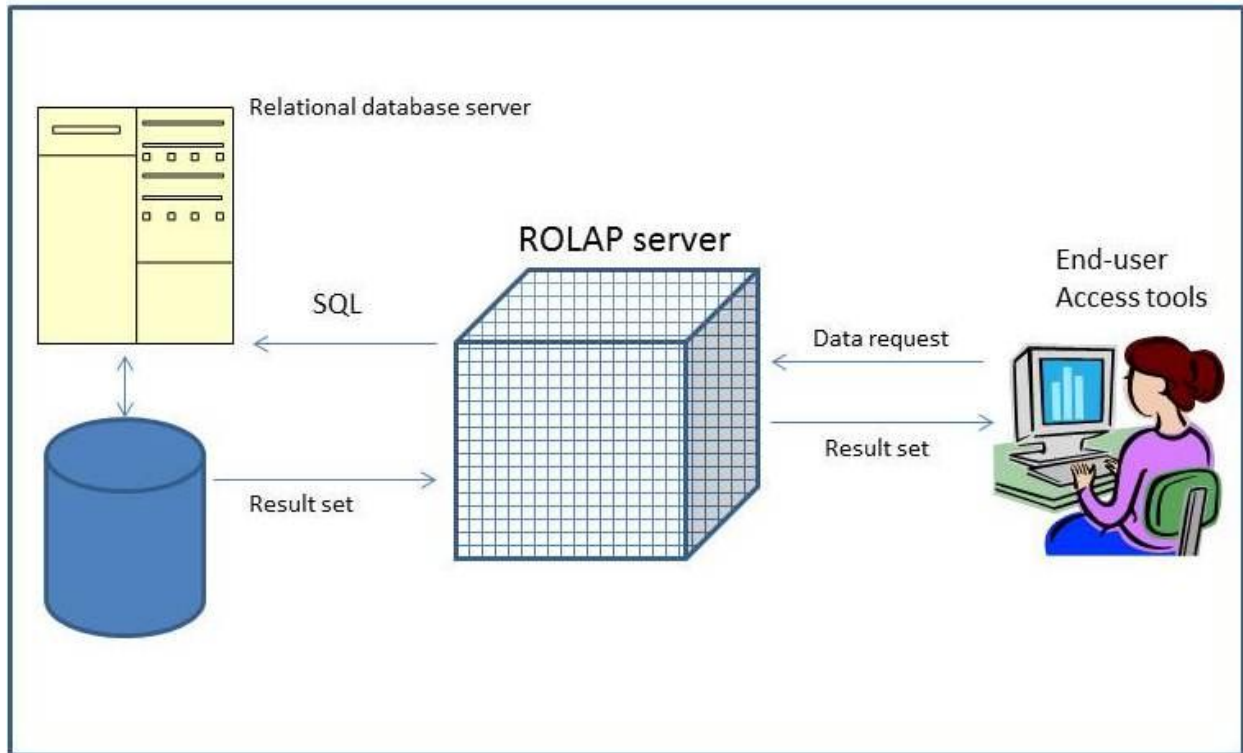 Relational database server
ROLAP server
End-user
Access tools
SQL
Data request
Result set
Result set